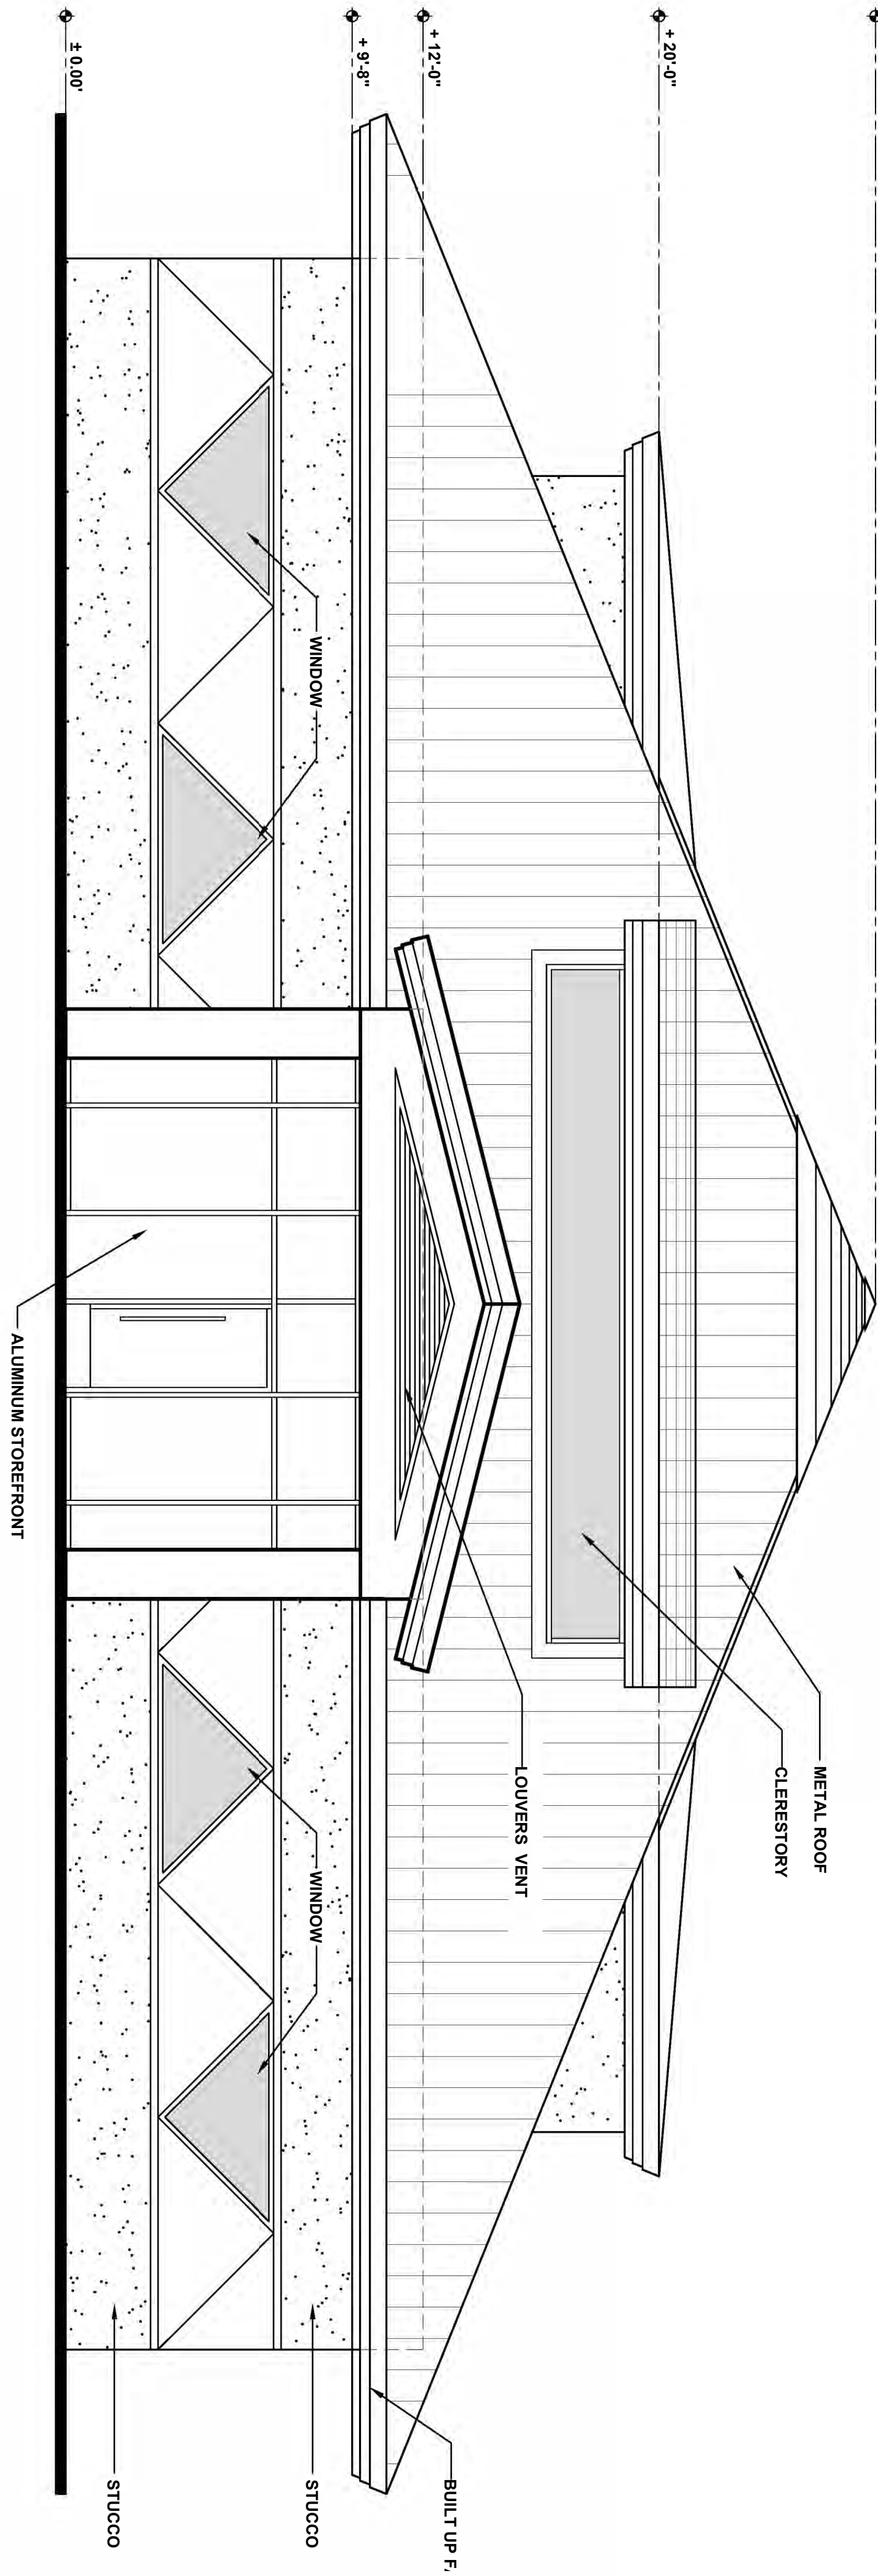 + 20'-0"
+ 12'-0"
+ 9'-8"
± 0.00'
METAL ROOF
CLERESTORY
LOUVERS VENT
WINDOW
WINDOW
BUILT UP
STUCCO
STUCCO
ALUMINUM STOREFRONT